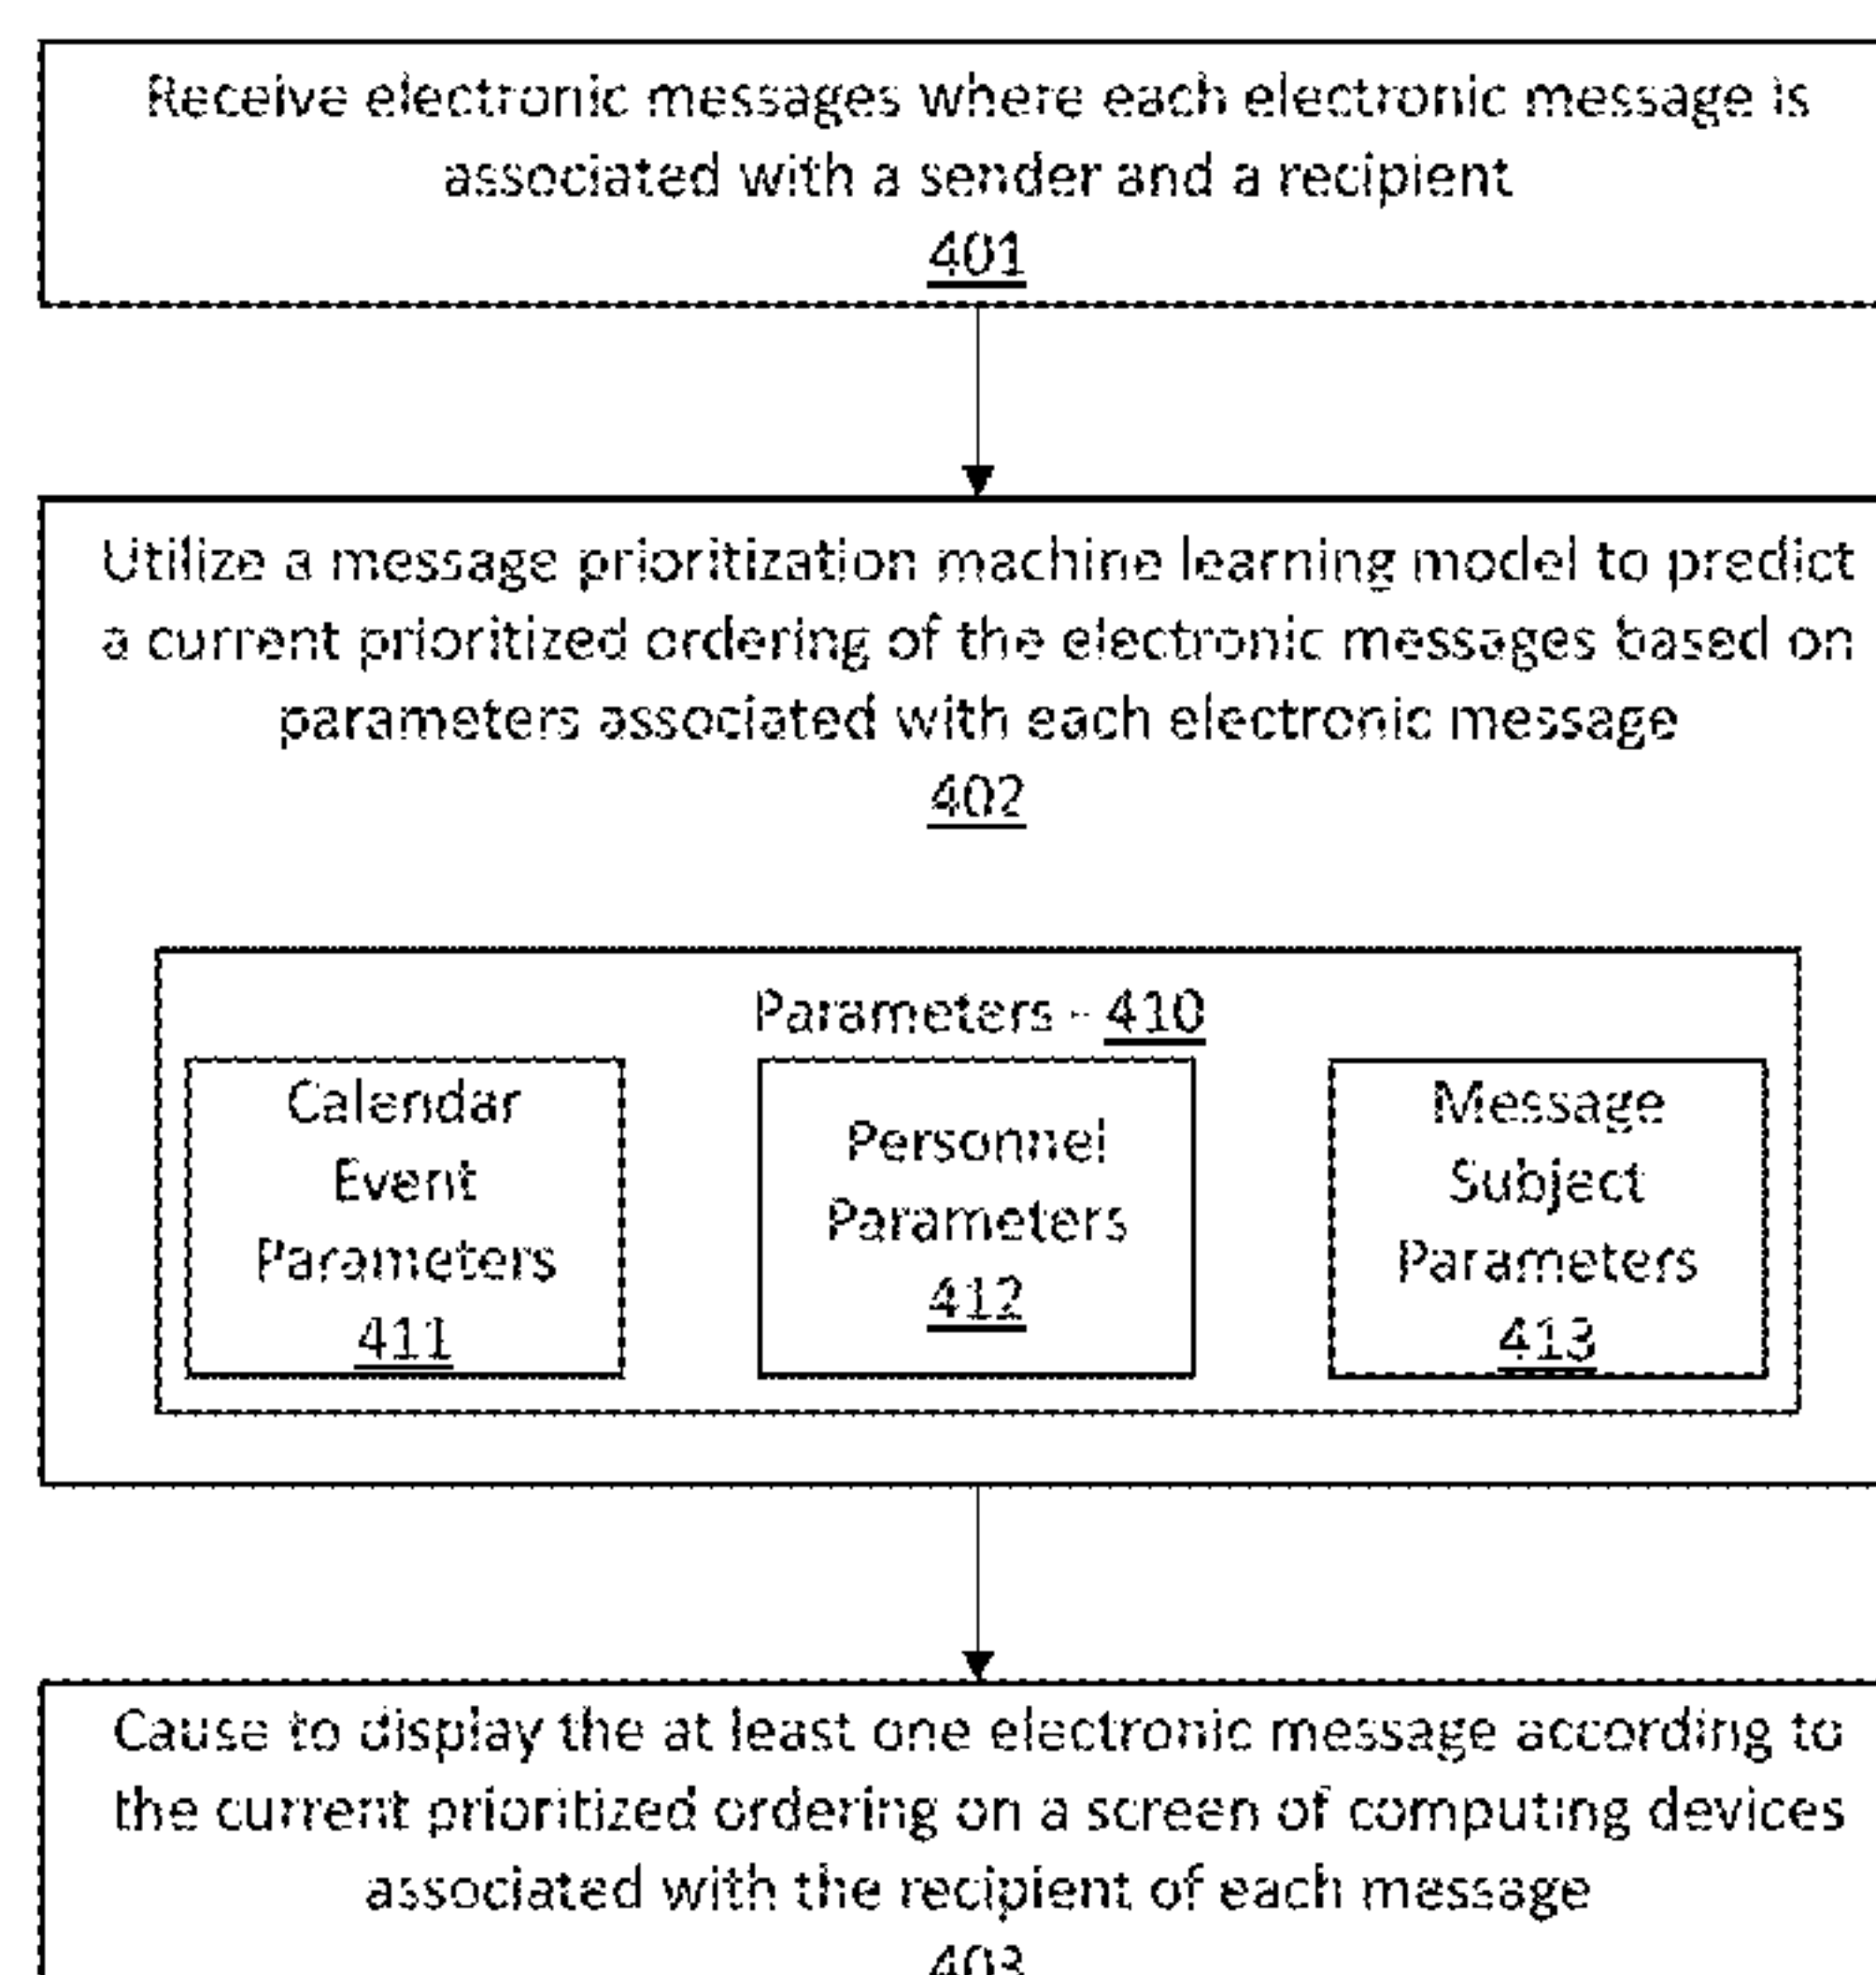 Receive electronic messages where each electronic message is
associated with a sender and a recipient
401
Utilize a message prioritization machine learning model to predict
a current prioritized ordering of the electronic messages based on
parameters associated with each electronic message
402
Parameters - 410
Calendar
Event
Parameters
411
Personnel
Parameters
412
Message
Subject
Parameters
413
Cause to display the at least one electronic message according to
the current prioritized ordering on a screen of computing devices
associated with the recipient of each message
403